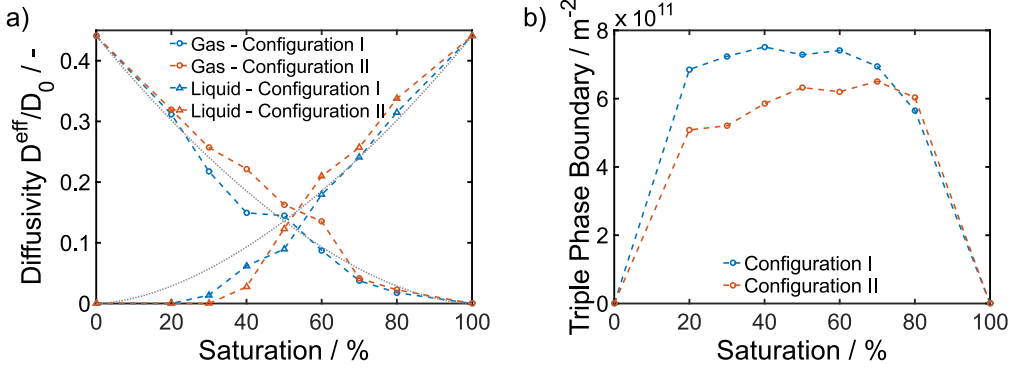 a)
Diffusivity D^eff/D_0 / -
0.4
0.3
0.2
0.1
0
Gas - Configuration I
Gas - Configuration II
Liquid - Configuration I
Liquid - Configuration II
0 20 40 60 80 100
Saturation / %
b)
Triple Phase Boundary / m^-2
8 × 10^11
6
4
2
0
Configuration I
Configuration II
0 20 40 60 80 100
Saturation / %